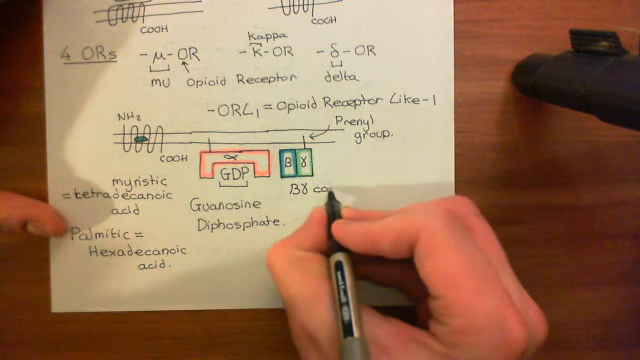 COOH
COOH
4 ORs - μ - OR
Kappa
- K - OR
- δ - OR
mu Opioid Receptor
delta
- ORL1 = Opioid Receptor Like-1
NH2
Prenyl group.
COOH
α
GDP
β γ
myristic
= tetradecanoic
acid
Palmitic =
Hexadecanoic
acid.
Guanosine
Diphosphate.
βγ co